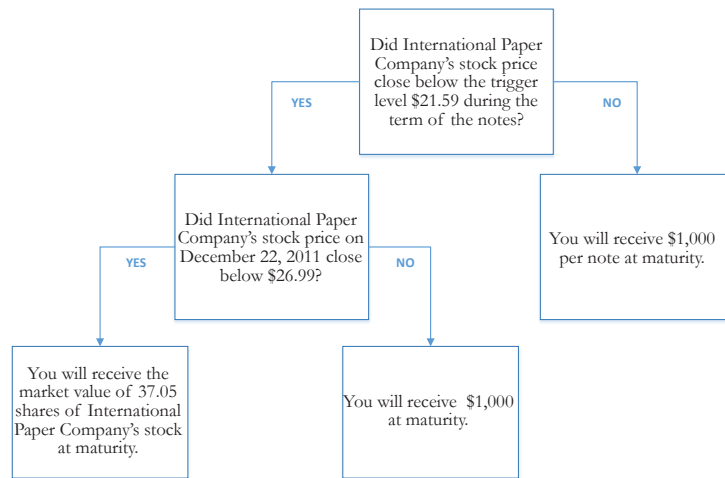 Did International Paper
Company's stock price
close below the trigger
level $21.59 during the
term of the notes?
YES
NO
Did International Paper
Company's stock price on
December 22, 2011 close
below $26.99?
You will receive $1,000
per note at maturity.
YES
NO
You will receive the
market value of 37.05
shares of International
Paper Company's stock
at maturity.
You will receive  $1,000
at maturity.